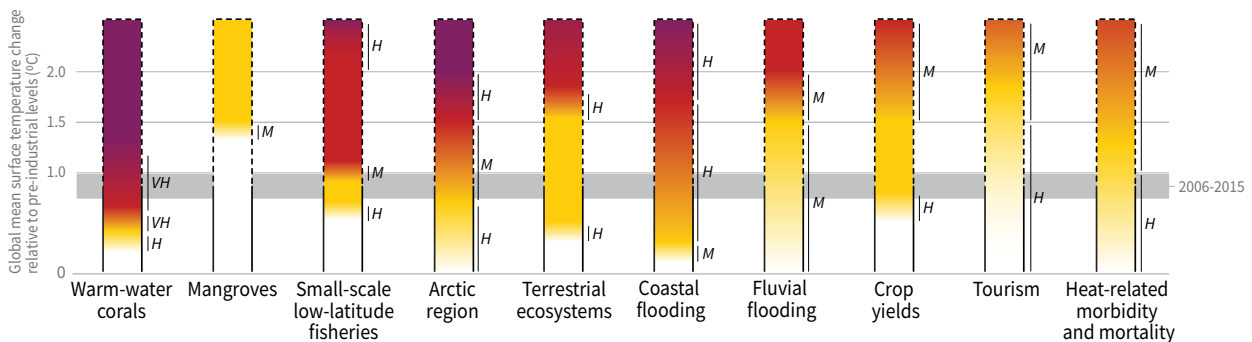 Global mean surface temperature change
relative to pre-industrial levels (ºC)
2.0
1.5
1.0
0
VH
VH
H
M
H
M
H
H
M
H
H
H
H
H
M
M
M
M
H
M
H
M
H
2006-2015
Warm-water
corals
Mangroves
Small-scale
low-latitude
fisheries
Arctic
region
Terrestrial
ecosystems
Coastal
flooding
Fluvial
flooding
Crop
yields
Tourism
Heat-related
morbidity
and mortality